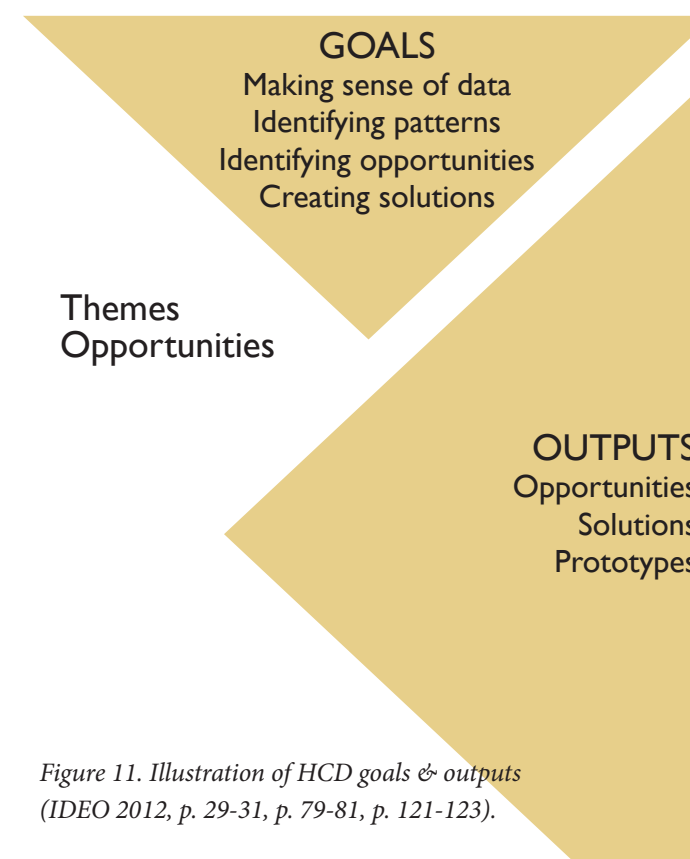 GOALS
Making sense of data
Identifying patterns
Identifying opportunities
Creating solutions
Themes
Opportunities
OUTPUTS
Opportunities
Solutions
Prototypes
Figure 11. Illustration of HCD goals & outputs
(IDEO 2012, p. 29-31, p. 79-81, p. 121-123).